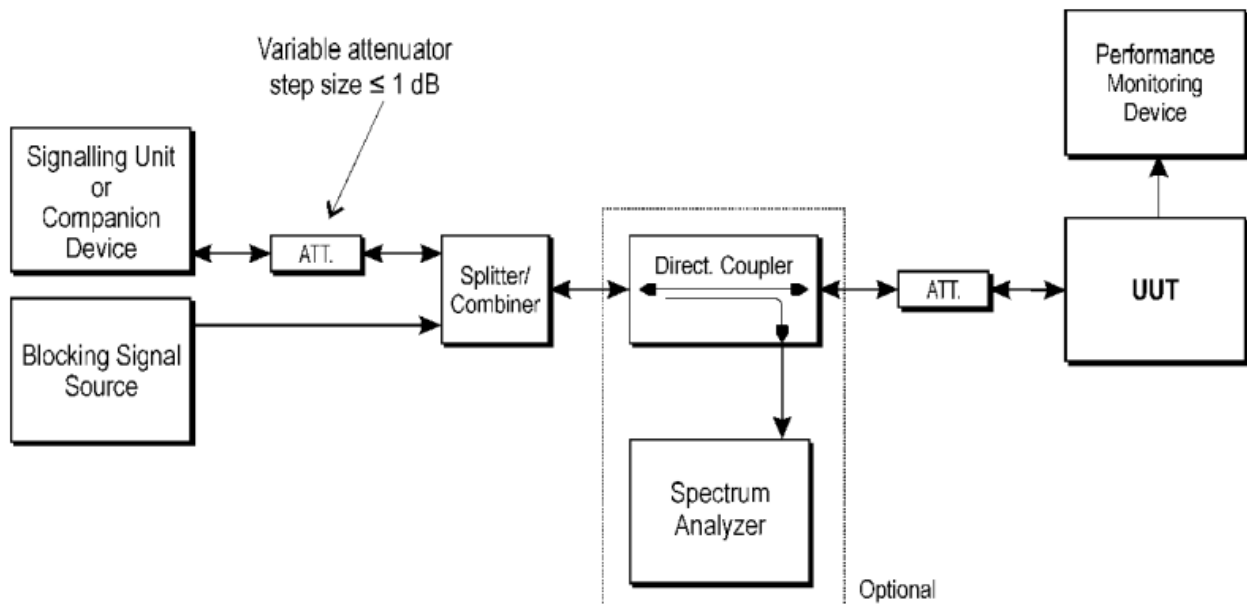 Variable attenuator
step size ≤ 1 dB
Performance
Monitoring
Device
Signalling Unit
or
Companion
Device
ATT.
Splitter/
Combiner
Direct. Coupler
ATT.
UUT
Blocking Signal
Source
Spectrum
Analyzer
Optional